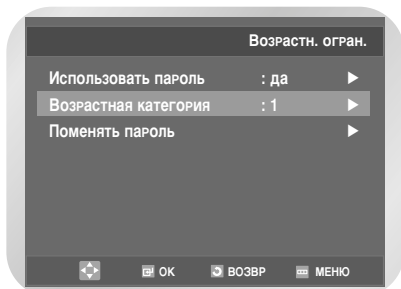 Возрастн. огран.
Использовать пароль : да
Возрастная категория : 1
Поменять пароль
OK ВОЗВР МЕНЮ